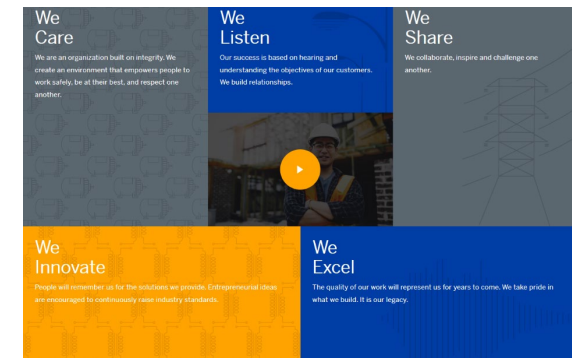 We
Care
We are an organization built on integrity. We
create an environment that empowers people to
work safely, be at their best, and respect one
another.
We
Listen
Our success is based on hearing and
understanding the objectives of our customers.
We build relationships.
We
Share
We collaborate, inspire and challenge one
another.
We
Innovate
People will remember us for the solutions we provide. Entrepreneurial ideas
are encouraged to continuously raise industry standards.
We
Excel
The quality of our work will represent us for years to come. We take pride in
what we build. It is our legacy.